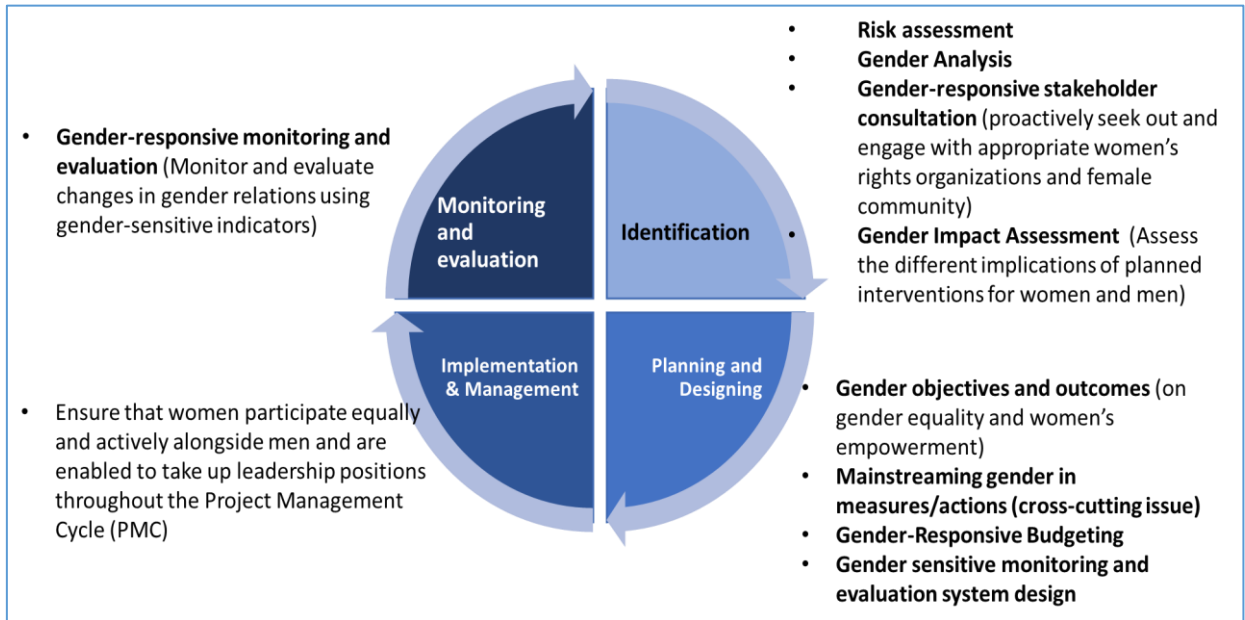 • Risk assessment
• Gender Analysis
• Gender-responsive stakeholder
consultation (proactively seek out and
engage with appropriate women’s
rights organizations and female
community)
• Gender Impact Assessment (Assess
the different implications of planned
interventions for women and men)
• Gender-responsive monitoring and
evaluation (Monitor and evaluate
changes in gender relations using
gender-sensitive indicators)
Monitoring
and
evaluation
Identification
Implementation
& Management
Planning and
Designing
• Ensure that women participate equally
and actively alongside men and are
enabled to take up leadership positions
throughout the Project Management
Cycle (PMC)
• Gender objectives and outcomes (on
gender equality and women’s
empowerment)
• Mainstreaming gender in
measures/actions (cross-cutting issue)
• Gender-Responsive Budgeting
• Gender sensitive monitoring and
evaluation system design